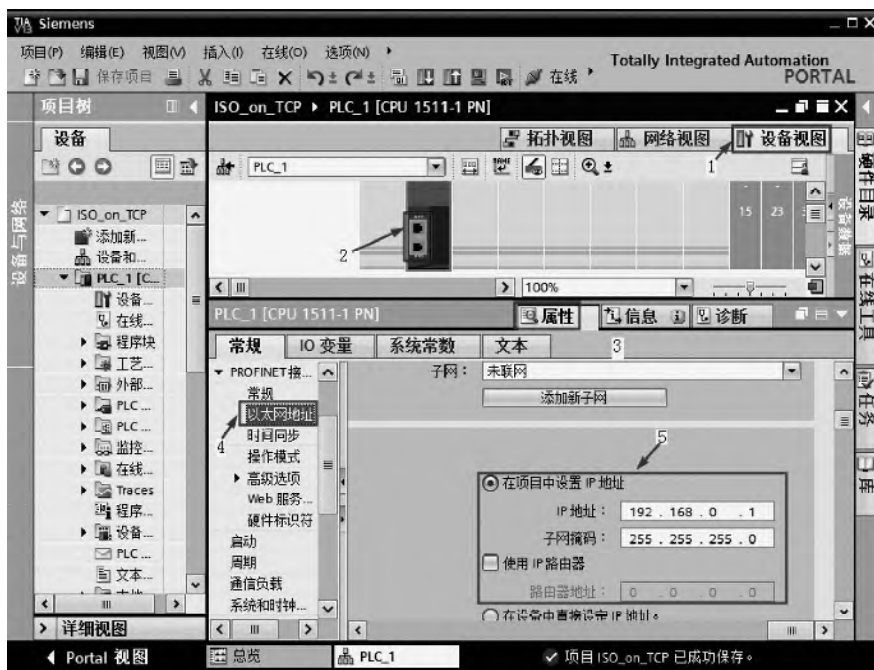 TIA V13 Siemens
项目(P) 编辑(E) 视图(V) 插入(I) 在线(O) 选项(N)
Totally Integrated Automation
PORTAL
保存项目 在线
项目树
ISO_on_TCP ▸ PLC_1 [CPU 1511-1 PN]
设备
拓扑视图 网络视图 设备视图
1
PLC_1
15 23
2
100%
设备与网络
ISO_on_TCP
添加新...
设备和...
PLC_1 [C...
设备...
在线...
程序块
工艺...
外部...
PLC ...
PLC ...
监控...
在线...
Traces
程序...
设备...
PLC ...
文本...
详细视图
PLC_1 [CPU 1511-1 PN]
属性 信息 诊断
3
常规 IO 变量 系统常数 文本
PROFINET接...
常规
以太网地址
4
时间同步
操作模式
高级选项
Web 服务...
硬件标识符
启动
周期
通信负载
系统和时钟...
子网： 未联网
添加新子网
5
在项目中设置 IP 地址
IP 地址： 192 . 168 . 0 . 1
子网掩码： 255 . 255 . 255 . 0
使用 IP 路由器
路由器地址： 0 . 0 . 0 . 0
在设备中直接设定 IP 地址。
设备数据
硬件目录
在线工具
任务
库
Portal 视图 总览 PLC_1 项目 ISO_on_TCP 已成功保存。